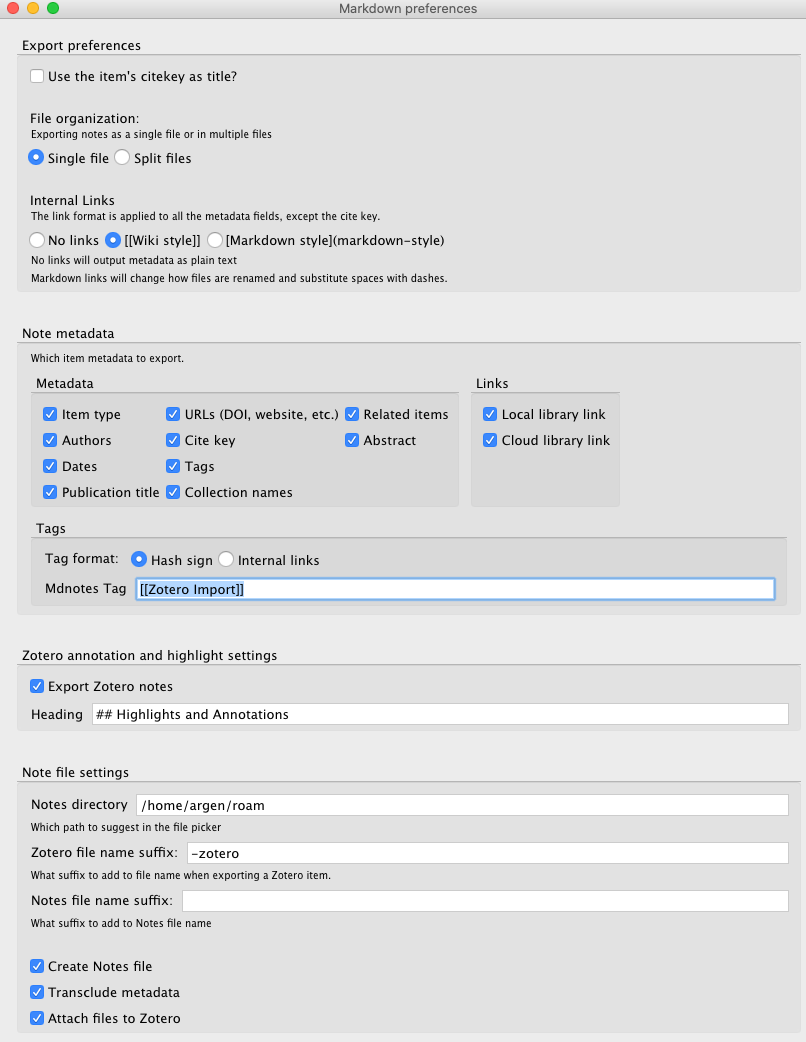 Markdown preferences
Export preferences
Use the item's citekey as title?
File organization:
Exporting notes as a single file or in multiple files
Single file Split files
Internal Links
The link format is applied to all the metadata fields, except the cite key.
No links [[Wiki style]] [Markdown style](markdown-style)
No links will output metadata as plain text
Markdown links will change how files are renamed and substitute spaces with dashes.
Note metadata
Which item metadata to export.
Metadata Links
Item type URLs (DOI, website, etc.) Related items Local library link
Authors Cite key Abstract Cloud library link
Dates Tags
Publication title Collection names
Tags
Tag format: Hash sign Internal links
Mdnotes Tag [[Zotero Import]]
Zotero annotation and highlight settings
Export Zotero notes
Heading ## Highlights and Annotations
Note file settings
Notes directory /home/argen/roam
Which path to suggest in the file picker
Zotero file name suffix: -zotero
What suffix to add to file name when exporting a Zotero item.
Notes file name suffix:
What suffix to add to Notes file name
Create Notes file
Transclude metadata
Attach files to Zotero